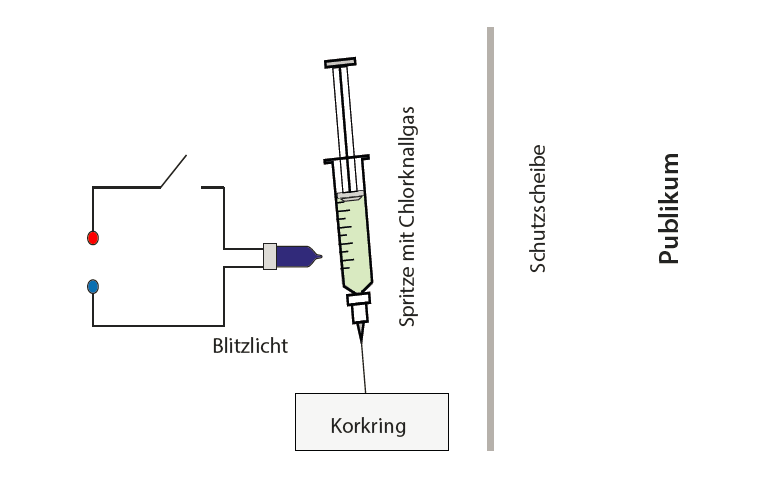 Blitzlicht
Spritze mit Chlorknallgas
Korkring
Schutzscheibe
Publikum